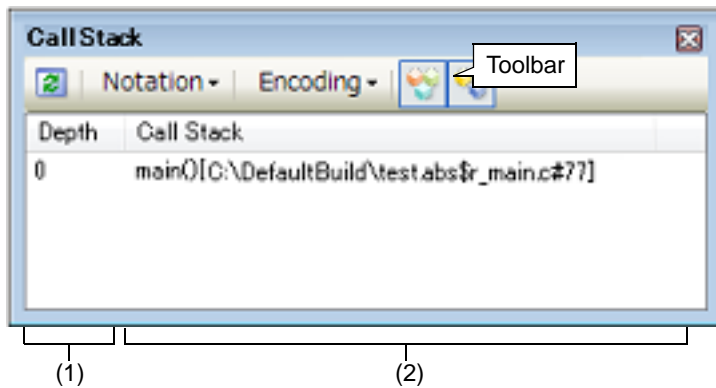 Call Stack
Notation Encoding Toolbar
Depth Call Stack
0 main()[C:\DefaultBuild\test.abs$r_main.c#77]
(1) (2)